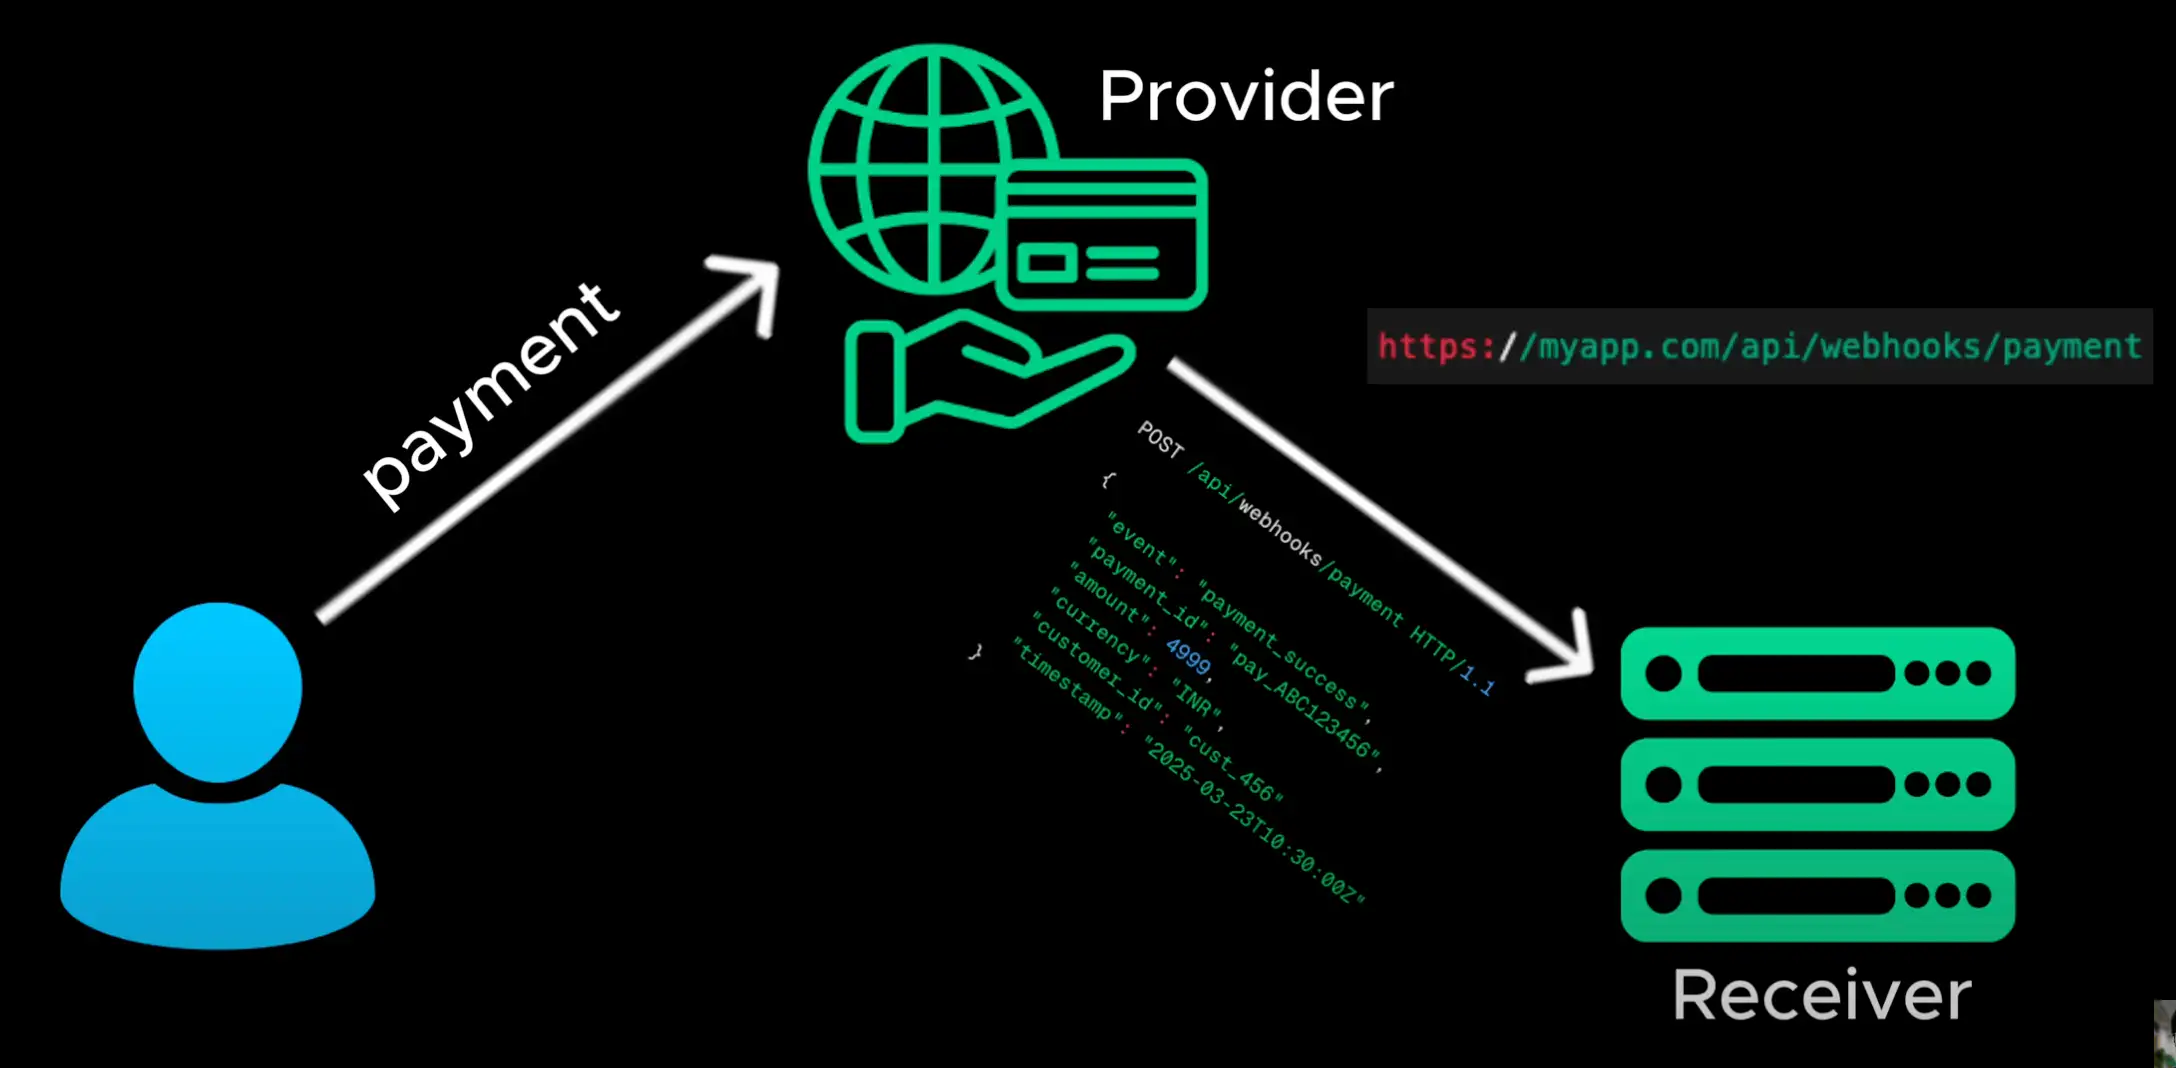 Provider
payment
https://myapp.com/api/webhooks/payment
POST /api/webhooks/payment HTTP/1.1
{
"event": "payment_success",
"payment_id": "pay_ABC123456",
"amount": 4999,
"currency": "INR",
"customer_id": "cust_456"
"timestamp": "2025-03-23T10:30:00Z"
}
Receiver